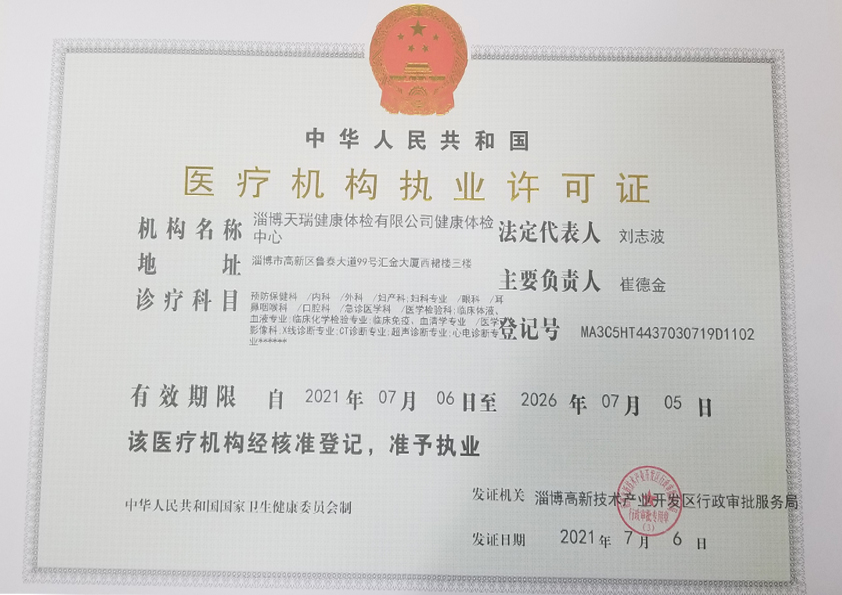 中华人民共和国
医疗机构执业许可证
机构名称 淄博天瑞健康体检有限公司健康体检中心
法定代表人 刘志波
地址 淄博市高新区鲁泰大道99号汇金大厦西裙楼三楼
主要负责人 崔德金
诊疗科目 预防保健科 /内科 /外科 /妇产科;妇科专业 /眼科 /耳
鼻咽喉科 /口腔科 /急诊医学科 /医学检验科;临床体液、
血液专业;临床化学检验专业;临床免疫、血清学专业 /医学
影像科;X线诊断专业;CT诊断专业;超声诊断专业;心电诊断专
业******
登记号 MA3C5HT4437030719D1102
有效期限 自 2021 年 07 月 06 日至 2026 年 07 月 05 日
该医疗机构经核准登记，准予执业
中华人民共和国国家卫生健康委员会制
发证机关 淄博高新技术产业开发区行政审批服务局
行政审批专用章
(3)
发证日期 2021 年 7 月 6 日